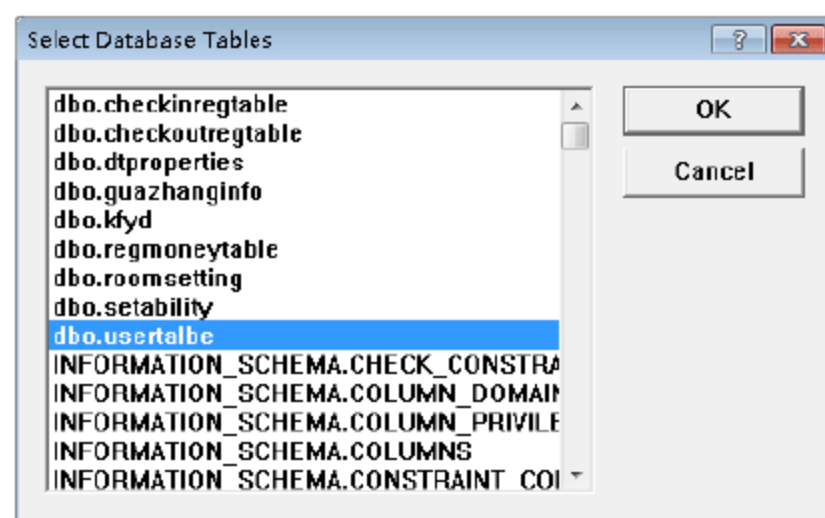 Select Database Tables
dbo.checkinregtable
OK
dbo.checkoutregtable
dbo.dtproperties
Cancel
dbo.guazhanginfo
dbo.kfyd
dbo.regmoneytable
dbo.roomsetting
dbo.setability
dbo.usertalbe
INFORMATION_SCHEMA.CHECK_CONSTRA
INFORMATION_SCHEMA.COLUMN_DOMAIN
INFORMATION_SCHEMA.COLUMN_PRIVILE
INFORMATION_SCHEMA.COLUMNS
INFORMATION_SCHEMA.CONSTRAINT_COL